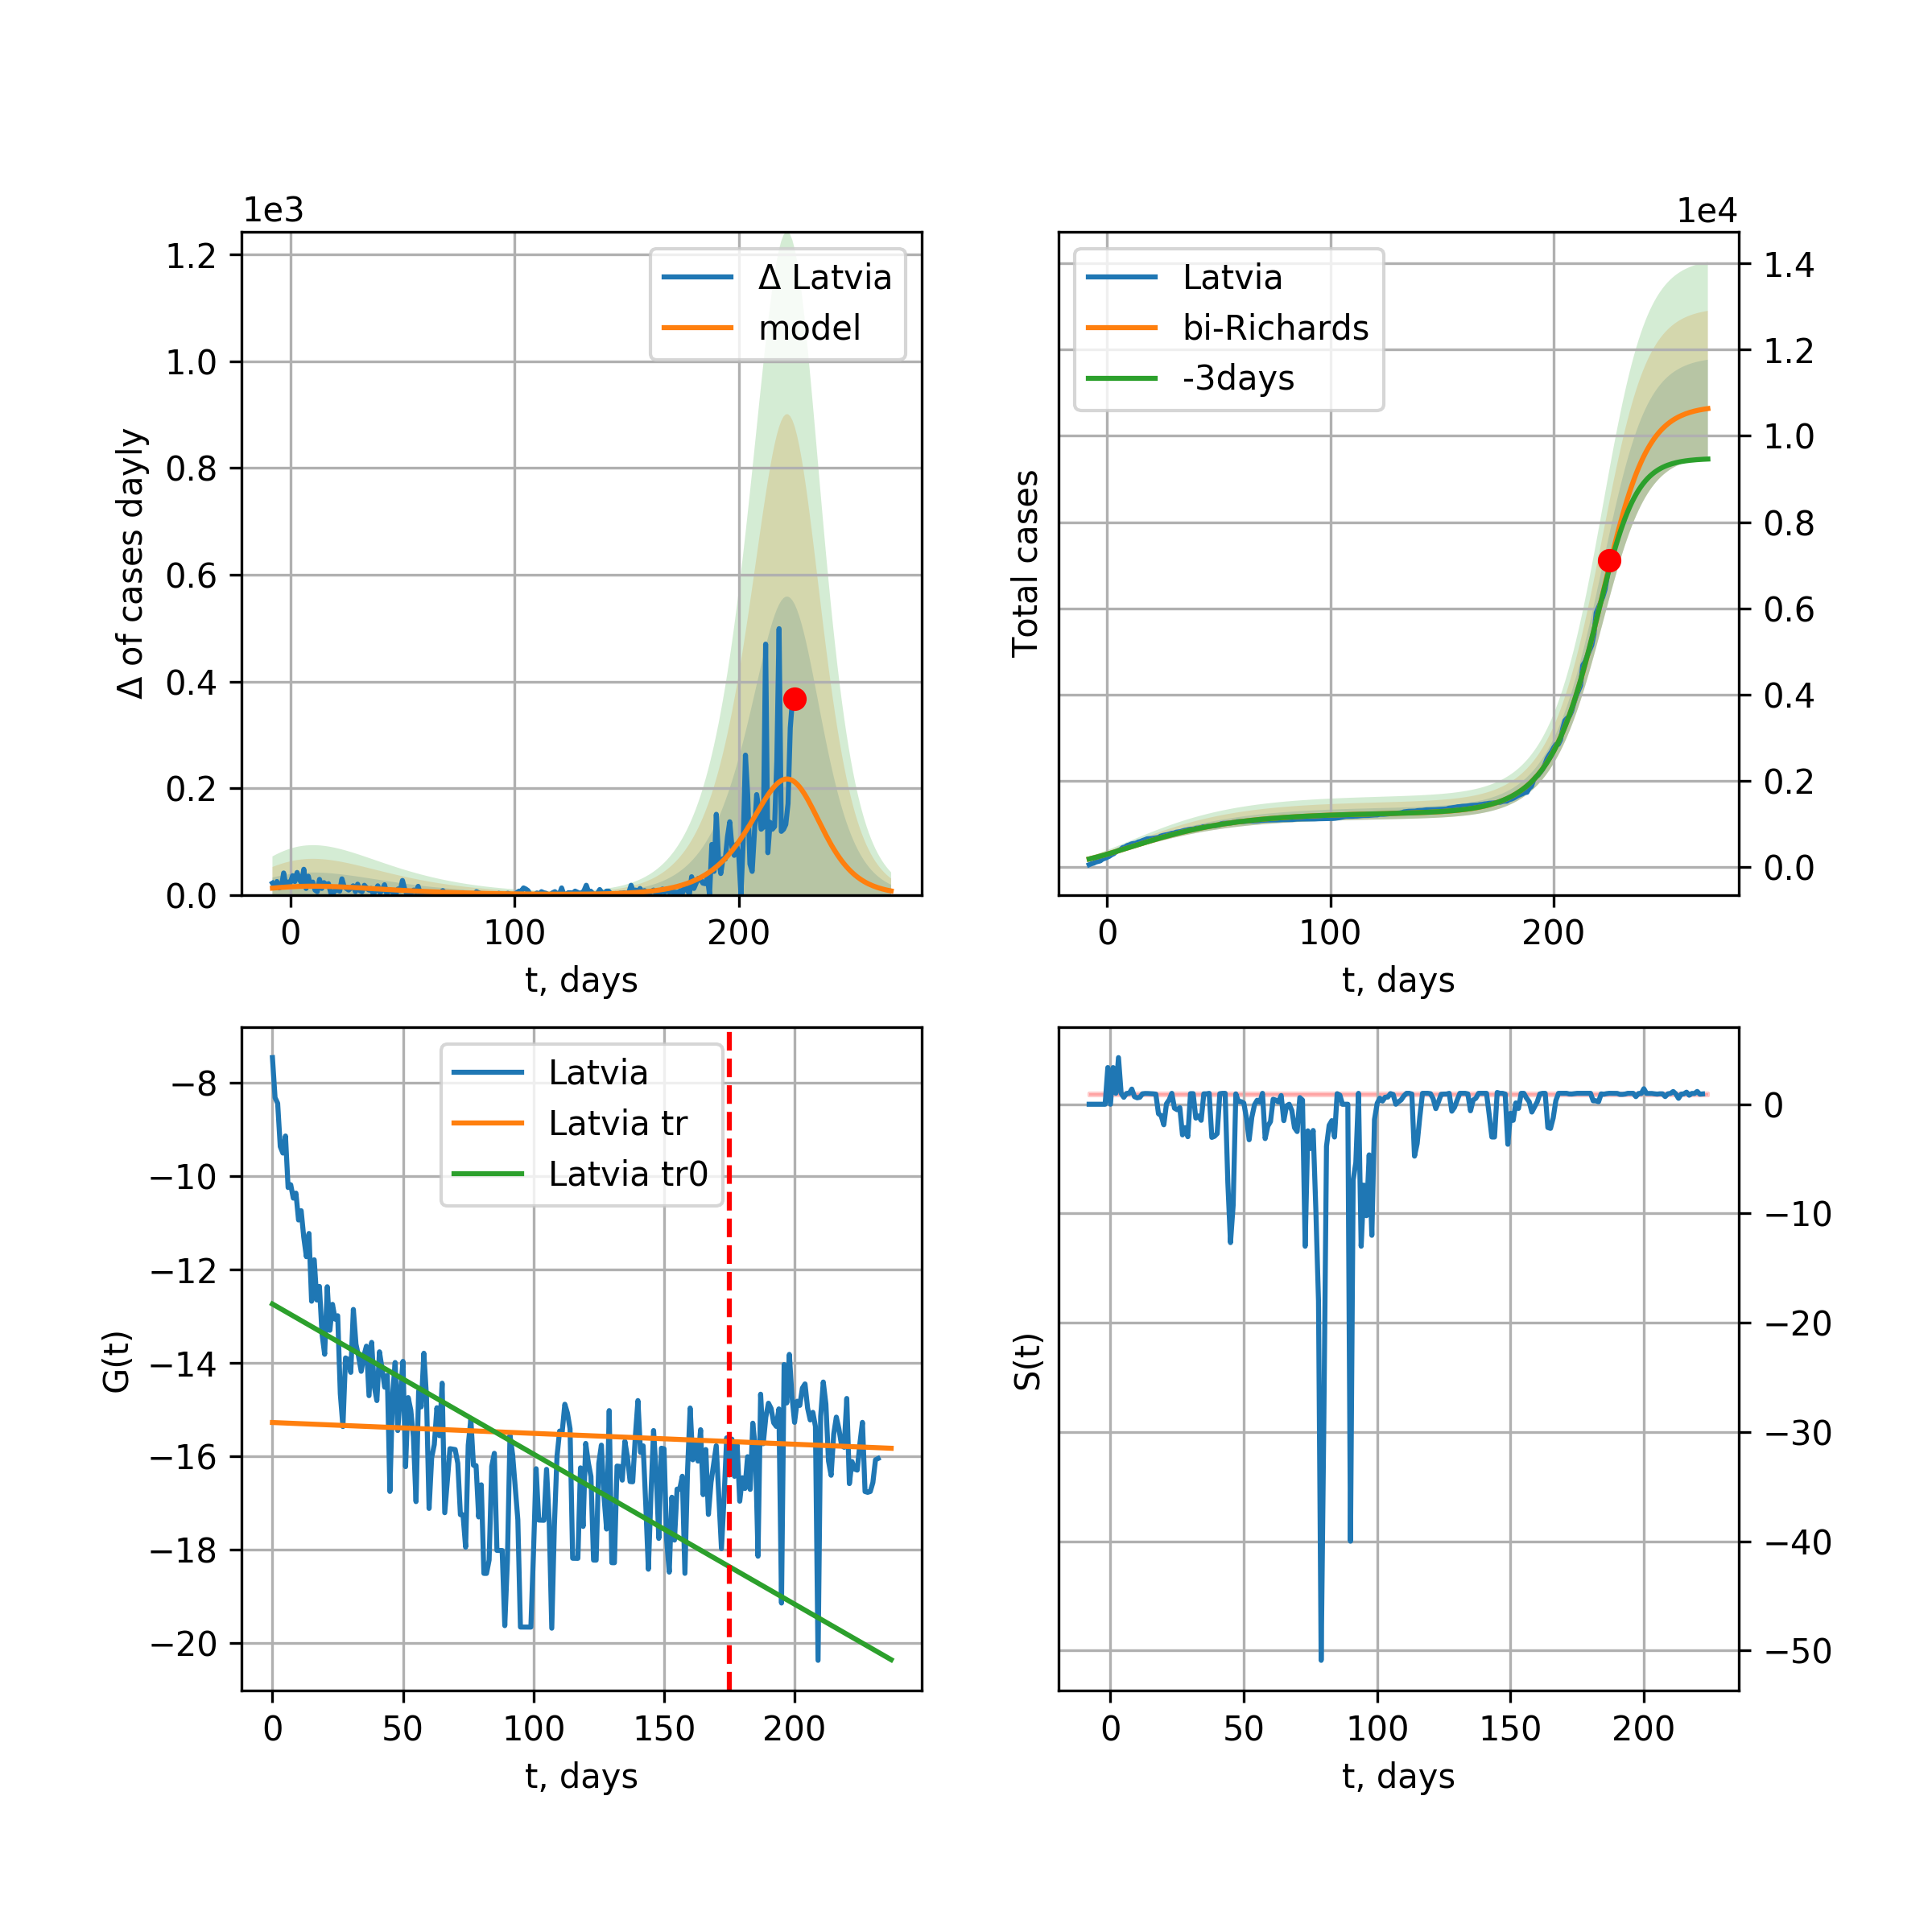 1e3
1.2
1.0
0.8
0.6
0.4
0.2
0.0
Δ of cases dayly
Δ Latvia
model
0
100
200
t, days
1e4
Latvia
bi-Richards
-3days
Total cases
1.4
1.2
1.0
0.8
0.6
0.4
0.2
0.0
0
100
200
t, days
−8
−10
−12
−14
−16
−18
−20
G(t)
Latvia
Latvia tr
Latvia tr0
0
50
100
150
200
t, days
S(t)
0
−10
−20
−30
−40
−50
0
50
100
150
200
t, days